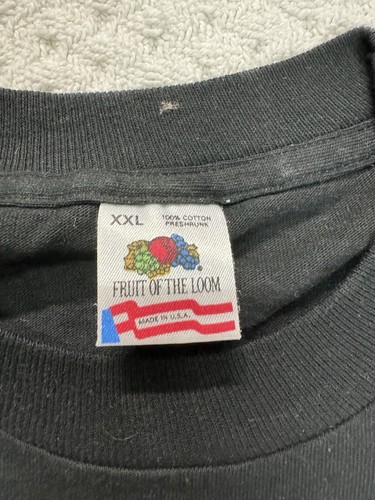 XXL
100% COTTON
PRESHRUNK
FRUIT OF THE LOOM
MADE IN U.S.A.